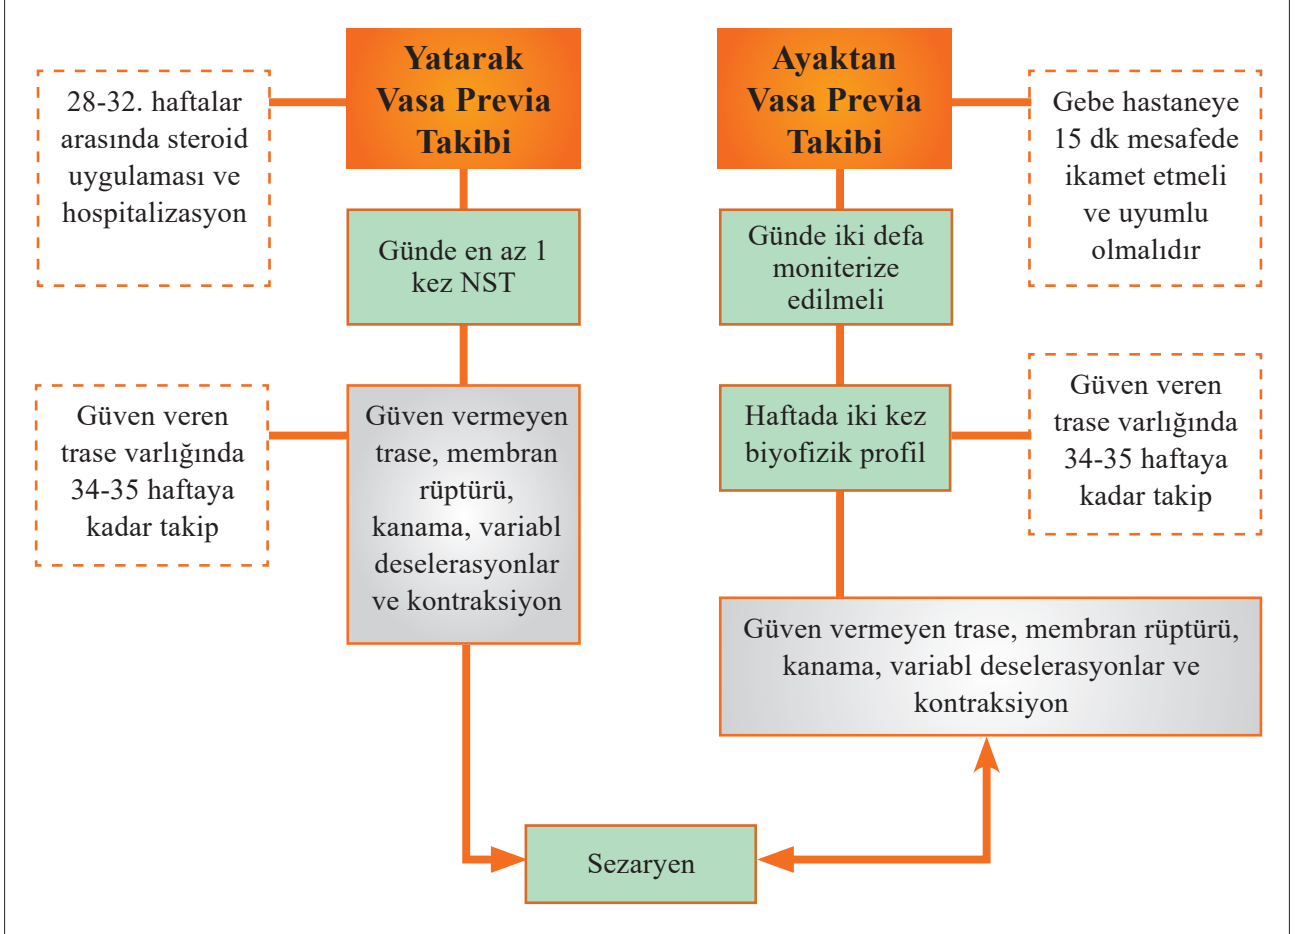 Yatarak
Vasa Previa
Takibi
28-32. haftalar
arasında steroid
uygulaması ve
hospitalizasyon
Günde en az 1
kez NST
Güven veren
trase varlığında
34-35 haftaya
kadar takip
Güven vermeyen
trase, membran
rüptürü,
kanama, variabl
deselerasyonlar
ve kontraksiyon
Ayaktan
Vasa Previa
Takibi
Gebe hastaneye
15 dk mesafede
ikamet etmeli
ve uyumlu
olmalıdır
Günde iki defa
moniterize
edilmeli
Haftada iki kez
biyofizik profil
Güven veren
trase varlığında
34-35 haftaya
kadar takip
Güven vermeyen trase, membran rüptürü,
kanama, variabl deselerasyonlar ve
kontraksiyon
Sezaryen